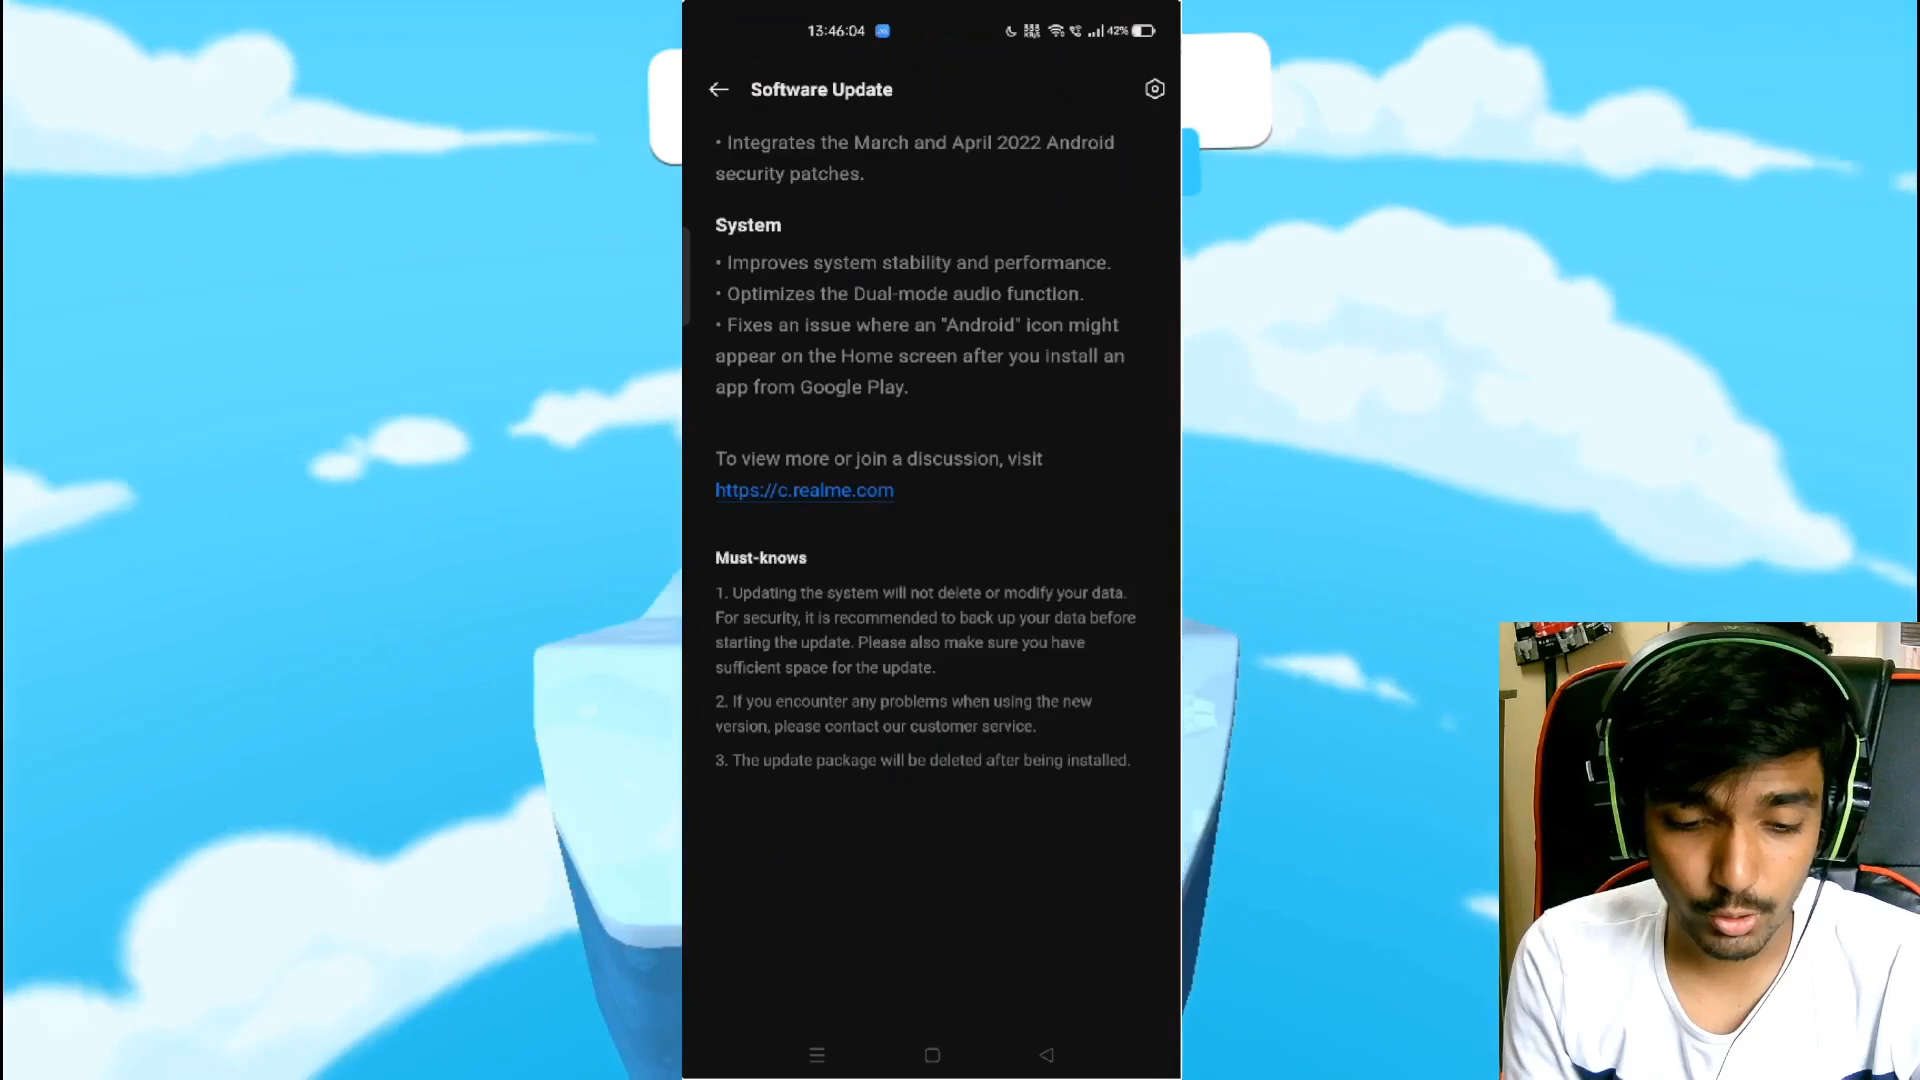 13:46:04
42%
Software Update
• Integrates the March and April 2022 Android
security patches.
System
• Improves system stability and performance.
• Optimizes the Dual-mode audio function.
• Fixes an issue where an "Android" icon might
appear on the Home screen after you install an
app from Google Play.
To view more or join a discussion, visit
https://c.realme.com
Must-knows
1. Updating the system will not delete or modify your data.
For security, it is recommended to back up your data before
starting the update. Please also make sure you have
sufficient space for the update.
2. If you encounter any problems when using the new
version, please contact our customer service.
3. The update package will be deleted after being installed.